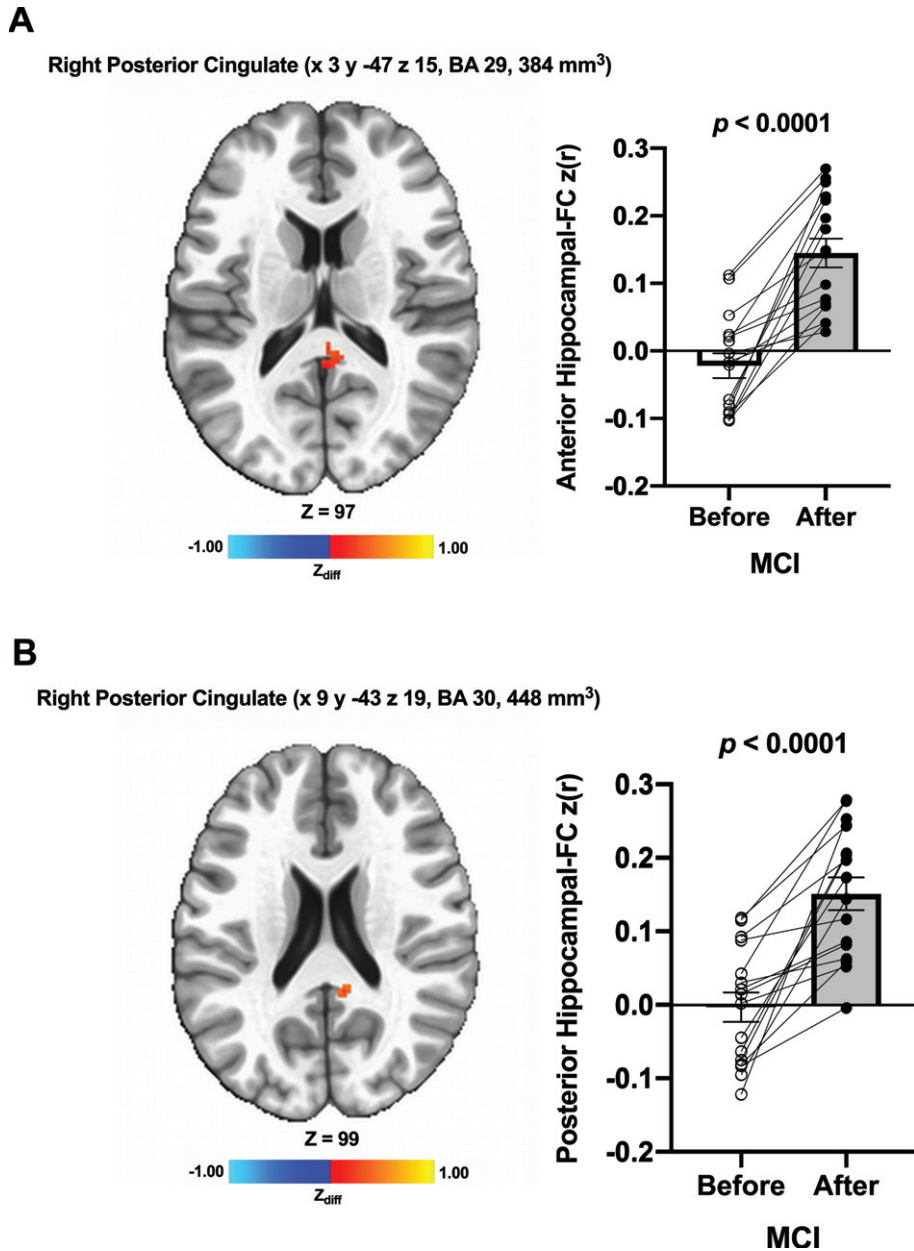 A
Right Posterior Cingulate (x 3 y -47 z 15, BA 29, 384 mm³)
p < 0.0001
Anterior Hippocampal-FC z(r)
0.3
0.2
0.1
0.0
-0.1
-0.2
Before After
MCI
Z = 97
-1.00 1.00
Zdiff
B
Right Posterior Cingulate (x 9 y -43 z 19, BA 30, 448 mm³)
p < 0.0001
Posterior Hippocampal-FC z(r)
0.3
0.2
0.1
0.0
-0.1
-0.2
Before After
MCI
Z = 99
-1.00 1.00
Zdiff